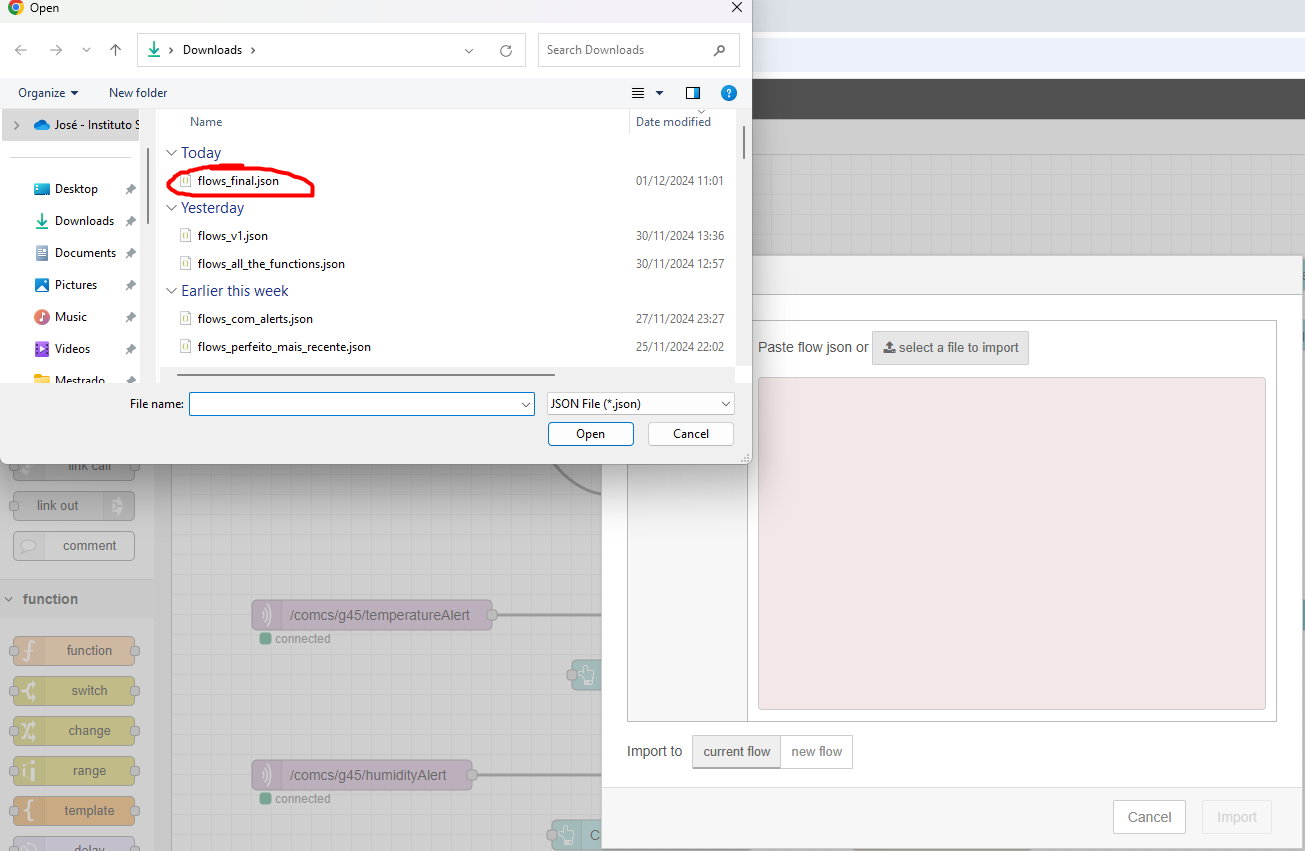 Open
Downloads
Search Downloads
Organize
New folder
José - Instituto S
Desktop
Downloads
Documents
Pictures
Music
Videos
Mestrado
Name
Date modified
Today
flows_final.json 01/12/2024 11:01
Yesterday
flows_v1.json 30/11/2024 13:36
flows_all_the_functions.json 30/11/2024 12:57
Earlier this week
flows_com_alerts.json 27/11/2024 23:27
flows_perfeito_mais_recente.json 25/11/2024 22:02
File name:
JSON File (*.json)
Open
Cancel
Paste flow json or
select a file to import
link call
link out
comment
function
function
switch
change
range
template
delay
/comcs/g45/temperatureAlert
connected
/comcs/g45/humidityAlert
connected
C
Import to
current flow
new flow
Cancel
Import